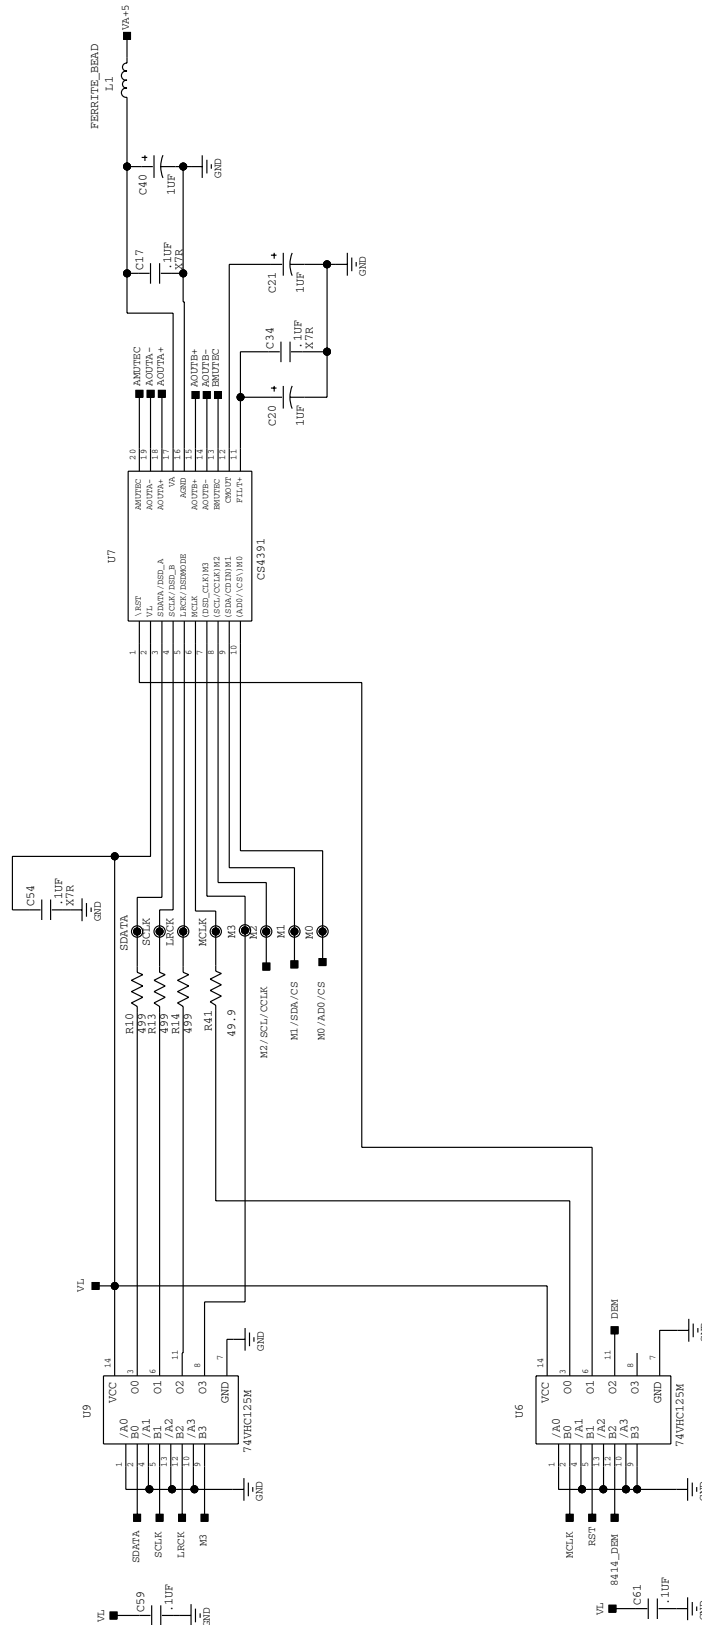 VA+5
FERRITE_BEAD
L1
C40
+
1UF
GND
C17
.1UF
X7R
C21
+
1UF
GND
C34
.1UF
X7R
C20
+
1UF
AMUTEC
AOUTA-
AOUTA+
AOUTB+
AOUTB-
BMUTEC
20
19
18
17
16
15
14
13
12
11
AMUTEC
AOUTA-
AOUTA+
VA
AGND
AOUTB+
AOUTB-
BMUTEC
CMOUT
FILT+
U7
CS4391
\RST
VL
SDATA/DSD_A
SCLK/DSD_B
LRCK/DSDMODE
MCLK
(DSD_CLK)M3
(SCL/CCLK)M2
(SDA/CDIN)M1
(AD0/\CS\)M0
1
2
3
4
5
6
7
8
9
10
C54
.1UF
X7R
GND
SDATA
SCLK
LRCK
MCLK
M3
M2
M1
M0
R10
499
R13
499
R14
499
R41
49.9
M2/SCL/CCLK
M1/SDA/CS
M0/AD0/CS
VL
14
3
6
11
8
7
GND
U9
VCC
O0
O1
O2
O3
GND
/A0
B0
/A1
B1
/A2
B2
/A3
B3
74VHC125M
1
2
4
5
13
12
10
9
GND
SDATA
SCLK
LRCK
M3
DEM
14
3
6
11
8
7
GND
U6
VCC
O0
O1
O2
O3
GND
/A0
B0
/A1
B1
/A2
B2
/A3
B3
74VHC125M
1
2
4
5
13
12
10
9
GND
MCLK
RST
8414_DEM
VL
C59
.1UF
GND
VL
C61
.1UF
GND